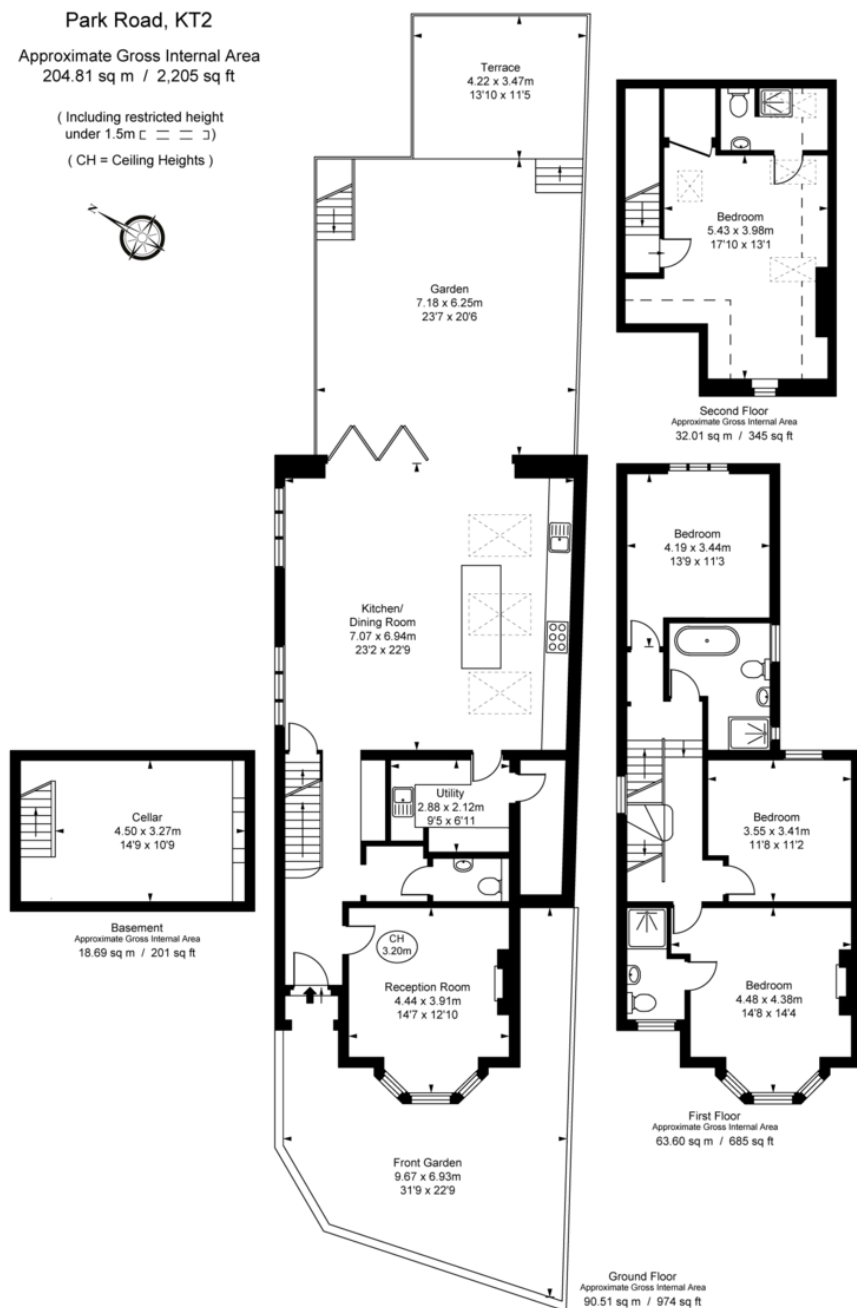 Park Road, KT2
Approximate Gross Internal Area
204.81 sq m / 2,205 sq ft
( Including restricted height
under 1.5m )
( CH = Ceiling Heights )
N
Terrace
4.22 x 3.47m
13'10 x 11'5
Garden
7.18 x 6.25m
23'7 x 20'6
Kitchen/
Dining Room
7.07 x 6.94m
23'2 x 22'9
Utility
2.88 x 2.12m
9'5 x 6'11
CH
3.20m
Reception Room
4.44 x 3.91m
14'7 x 12'10
Front Garden
9.67 x 6.93m
31'9 x 22'9
Ground Floor
Approximate Gross Internal Area
90.51 sq m / 974 sq ft
Cellar
4.50 x 3.27m
14'9 x 10'9
Basement
Approximate Gross Internal Area
18.69 sq m / 201 sq ft
Bedroom
5.43 x 3.98m
17'10 x 13'1
Second Floor
Approximate Gross Internal Area
32.01 sq m / 345 sq ft
Bedroom
4.19 x 3.44m
13'9 x 11'3
Bedroom
3.55 x 3.41m
11'8 x 11'2
Bedroom
4.48 x 4.38m
14'8 x 14'4
First Floor
Approximate Gross Internal Area
63.60 sq m / 685 sq ft